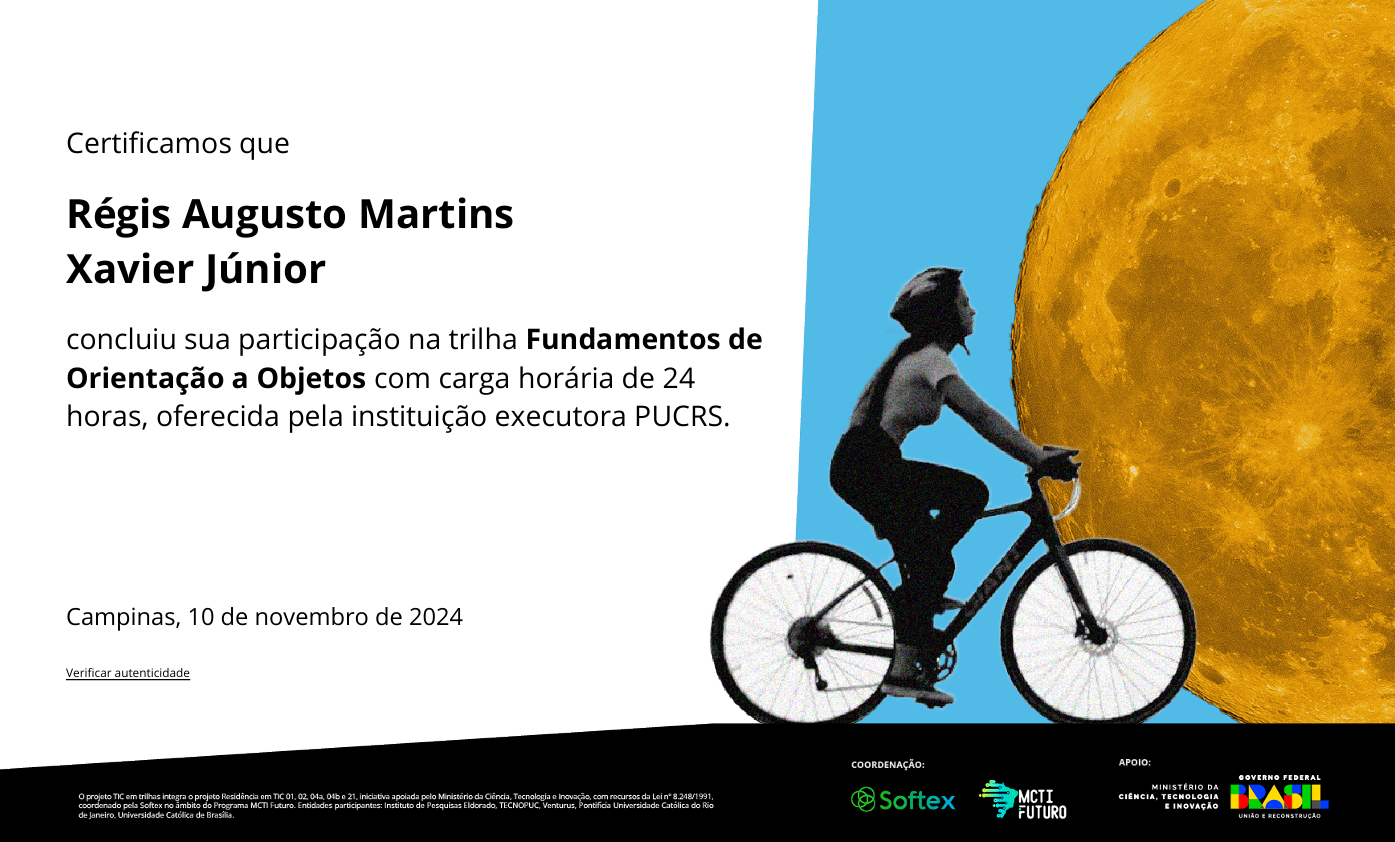 Certificamos que
Régis Augusto Martins
Xavier Júnior
concluiu sua participação na trilha Fundamentos de
Orientação a Objetos com carga horária de 24
horas, oferecida pela instituição executora PUCRS.
Campinas, 10 de novembro de 2024
Verificar autenticidade
O projeto TIC em trilhas integra o projeto Residência em TIC 01, 02, 04a, 04b e 21, iniciativa apoiada pelo Ministério da Ciência, Tecnologia e Inovação, com recursos da Lei nº 8.248/1991,
coordenado pela Softex no âmbito do Programa MCTI Futuro. Entidades participantes: Instituto de Pesquisas Eldorado, TECNOPUC, Venturus, Pontifícia Universidade Católica do Rio
de Janeiro, Universidade Católica de Brasília.
COORDENAÇÃO:
Softex
MCTI
FUTURO
APOIO:
MINISTÉRIO DA
CIÊNCIA, TECNOLOGIA
E INOVAÇÃO
GOVERNO FEDERAL
BRASIL
UNIÃO E RECONSTRUÇÃO
GIANT